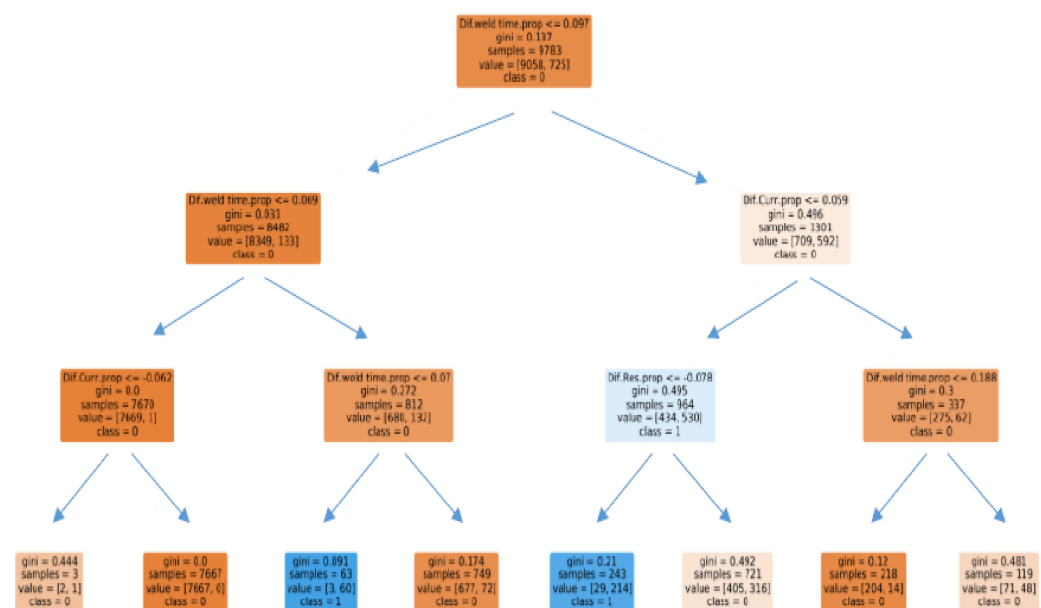 Dif.weld time.prop <= 0.097
gini = 0.137
samples = 9783
value = [9058, 725]
class = 0
Dif.weld time.prop <= 0.069
gini = 0.031
samples = 8482
value = [8349, 133]
class = 0
Dif.Curr.prop <= 0.059
gini = 0.496
samples = 1301
value = [709, 592]
class = 0
Dif.Curr.prop <= -0.062
gini = 0.0
samples = 7670
value = [7669, 1]
class = 0
Dif.weld time.prop <= 0.07
gini = 0.272
samples = 812
value = [680, 132]
class = 0
Dif.Res.prop <= -0.078
gini = 0.495
samples = 964
value = [434, 530]
class = 1
Dif.weld time.prop <= 0.188
gini = 0.3
samples = 337
value = [275, 62]
class = 0
gini = 0.444
samples = 3
value = [2, 1]
class = 0
gini = 0.0
samples = 7667
value = [7667, 0]
class = 0
gini = 0.091
samples = 63
value = [3, 60]
class = 1
gini = 0.174
samples = 749
value = [677, 72]
class = 0
gini = 0.21
samples = 243
value = [29, 214]
class = 1
gini = 0.492
samples = 721
value = [405, 316]
class = 0
gini = 0.12
samples = 218
value = [204, 14]
class = 0
gini = 0.481
samples = 119
value = [71, 48]
class = 0